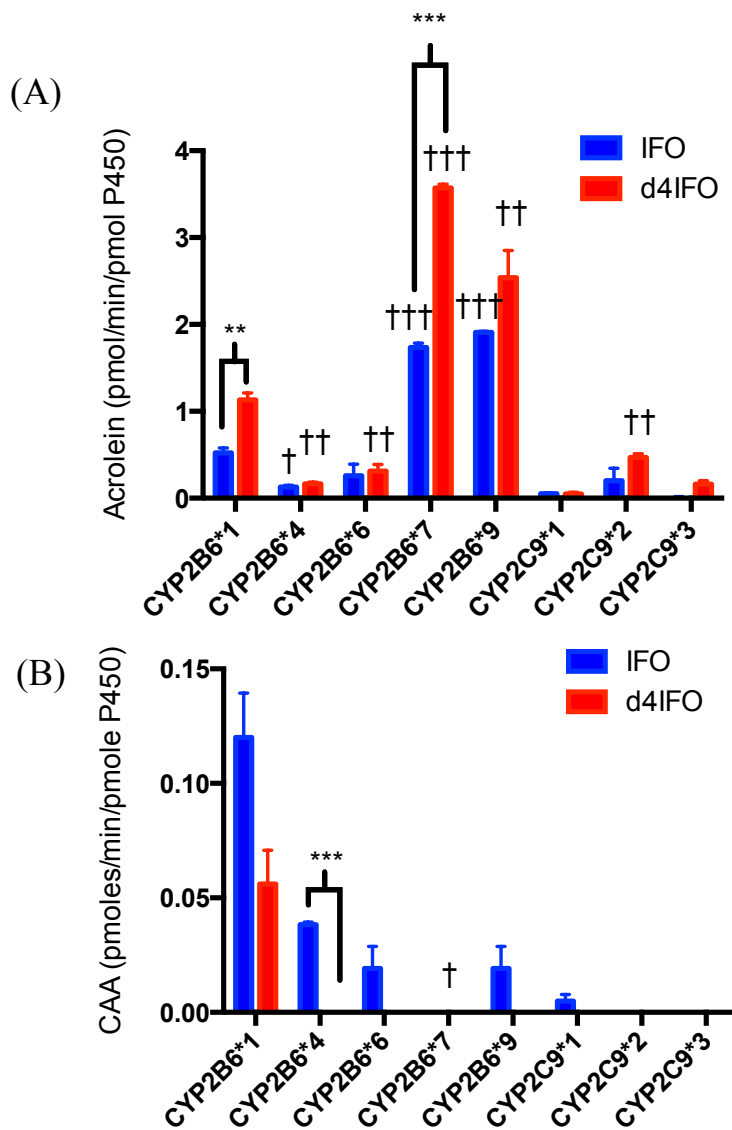 (A)
***
Acrolein (pmol/min/pmol P450)
IFO
d4IFO
4
3
2
1
0
**
†
††
††
†††
†††
†††
††
††
CYP2B6*1
CYP2B6*4
CYP2B6*6
CYP2B6*7
CYP2B6*9
CYP2C9*1
CYP2C9*2
CYP2C9*3
(B)
CAA (pmoles/min/pmole P450)
IFO
d4IFO
0.15
0.10
0.05
0.00
***
†
CYP2B6*1
CYP2B6*4
CYP2B6*6
CYP2B6*7
CYP2B6*9
CYP2C9*1
CYP2C9*2
CYP2C9*3